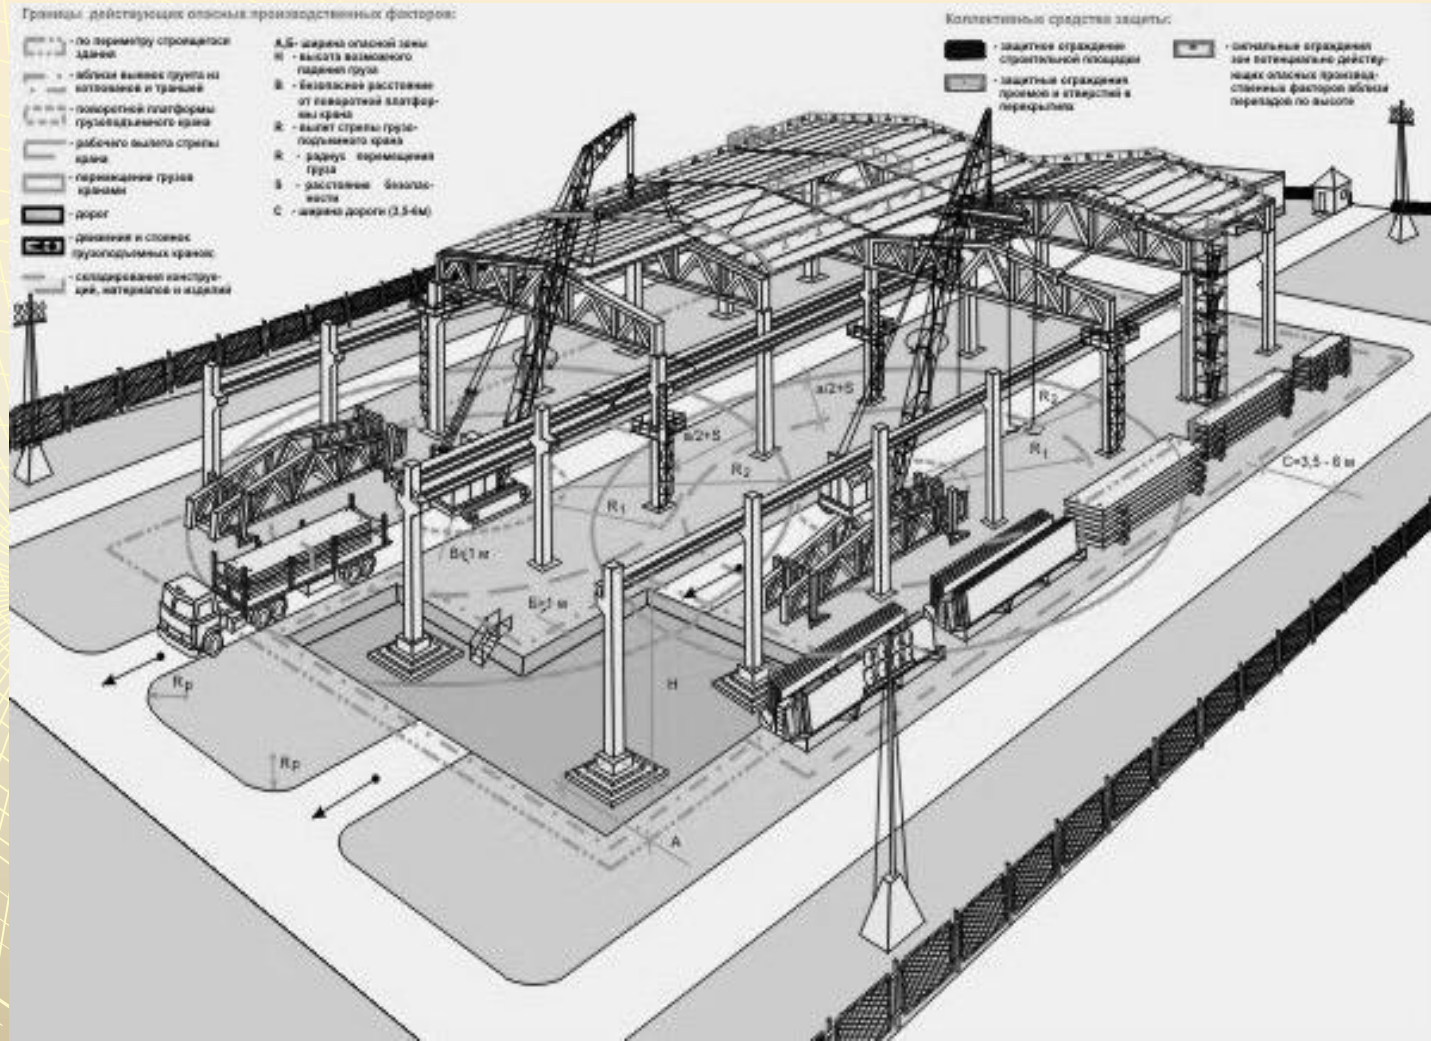 Границы действующих опасных производственных факторов:
- по периметру строящегося
здания
- вблизи выемок грунта из
котлованов и траншей
- поворотной платформы
грузоподъемного крана
- рабочего вылета стрелы
крана
- перемещение грузов
кранами
- дорог
- движения и стоянок
грузоподъемных кранов:
- складирования конструк-
ций, материалов и изделий
А,Б- ширина опасной зоны
Н - высота возможного
падения груза
В - безопасное расстояние
от поворотной платфор-
мы крана
R - вылет стрелы грузо-
подъемного крана
R - радиус перемещения
груза
S - расстояние безопас-
ности
С - ширина дороги (3,5-6м)
Коллективные средства защиты:
- защитное ограждение
строительной площадки
- защитные ограждения
проемов и отверстий в
перекрытиях
- сигнальные ограждения
зон потенциально действу-
ющих опасных производ-
ственных факторов вблизи
перепадов по высоте
a/2+S
R2
a/2+S
R1
С=3,5 - 6 м
R2
R1
1 м
1 м
Rp
H
Rp
A